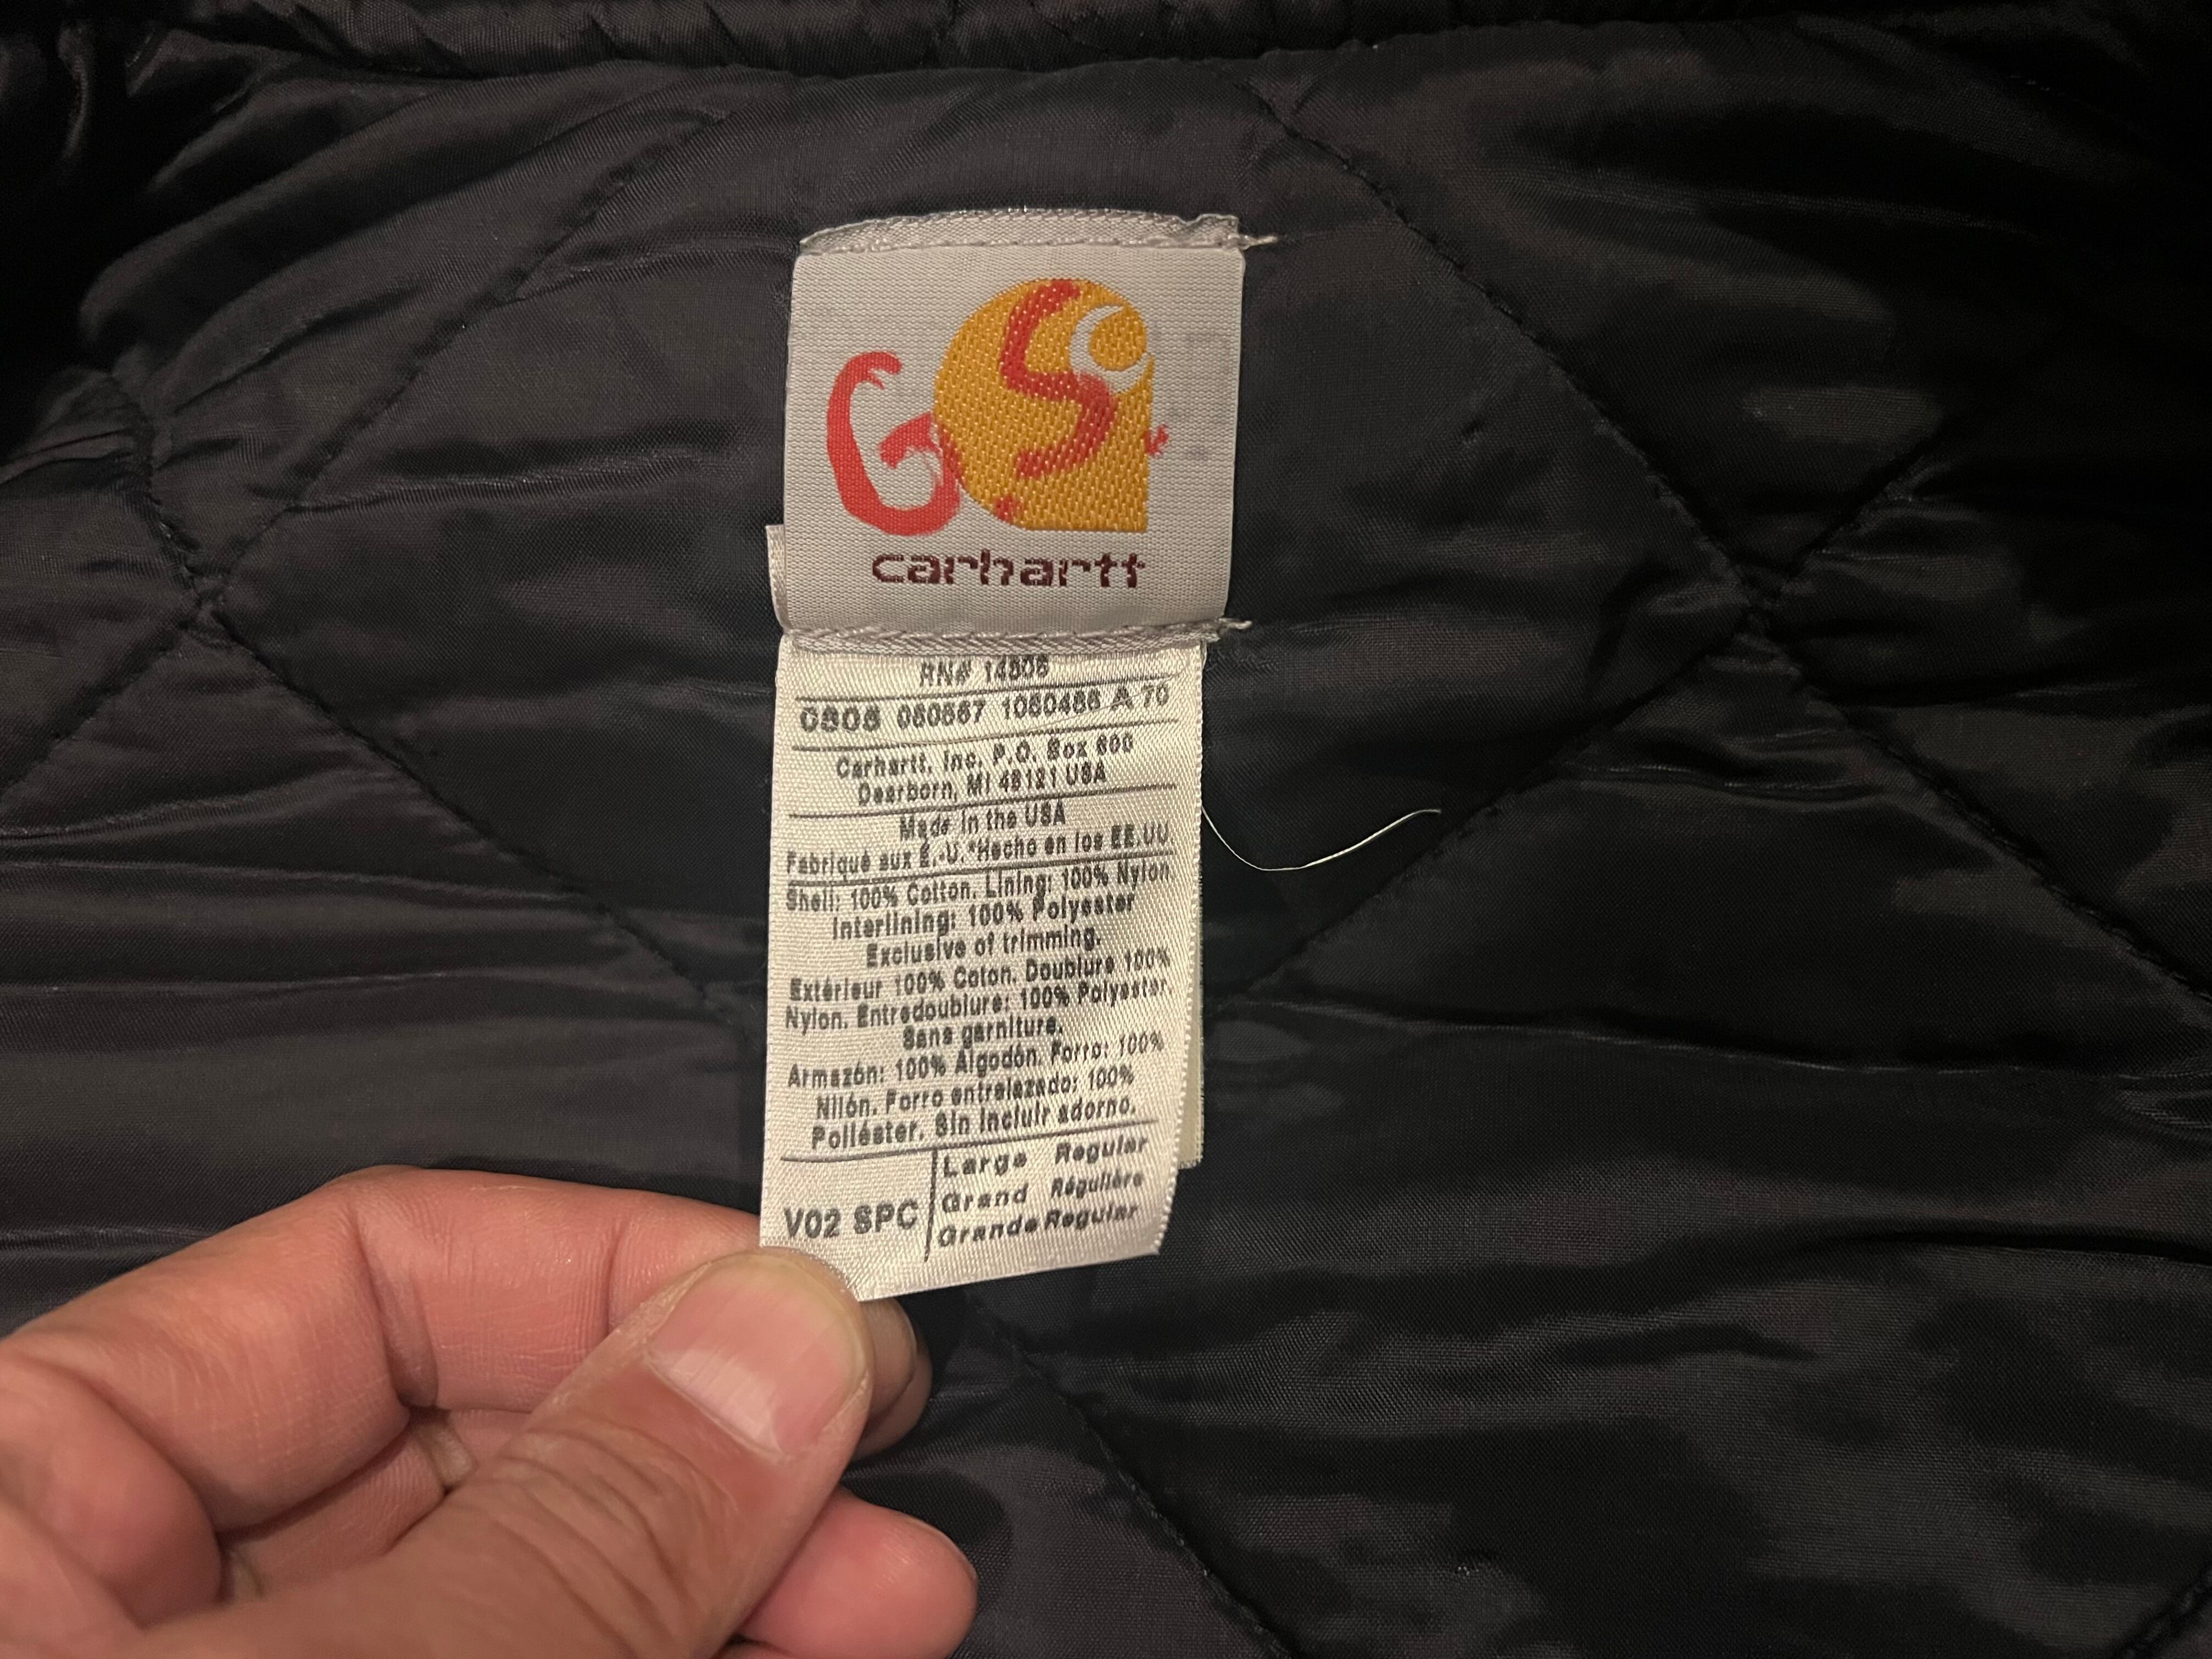 G.S.
carhartt
RN# 14806
0808 080867 1080486 A 70
Carhartt, Inc. P.O. Box 600
Dearborn, MI 48121 USA
Made in the USA
Fabriqué aux É.-U.*Hecho en los EE.UU
Shell: 100% Cotton. Lining: 100% Nylon
Interlining: 100% Polyester
Exclusive of trimming.
Extérieur 100% Coton. Doublure 100%
Nylon. Entredoublure: 100% Polyester.
Sans garniture.
Armazón: 100% Algodón. Forro: 100%
Nilón. Forro entrelazado: 100%
Poliéster. Sin incluir adorno.
V02 SPC
Large Regular
Grand Régulière
Grande Regular